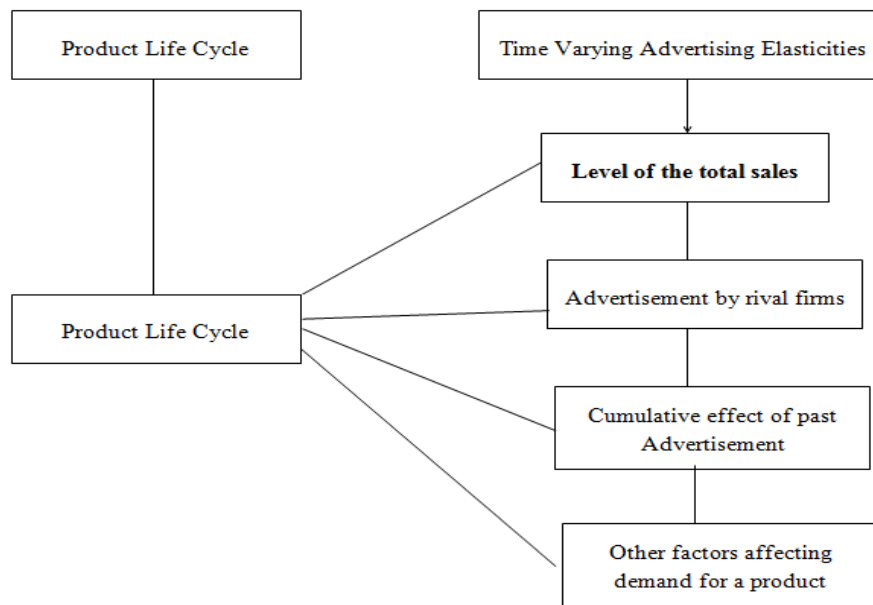 Product Life Cycle
Time Varying Advertising Elasticities
Level of the total sales
Advertisement by rival firms
Product Life Cycle
Cumulative effect of past
Advertisement
Other factors affecting
demand for a product